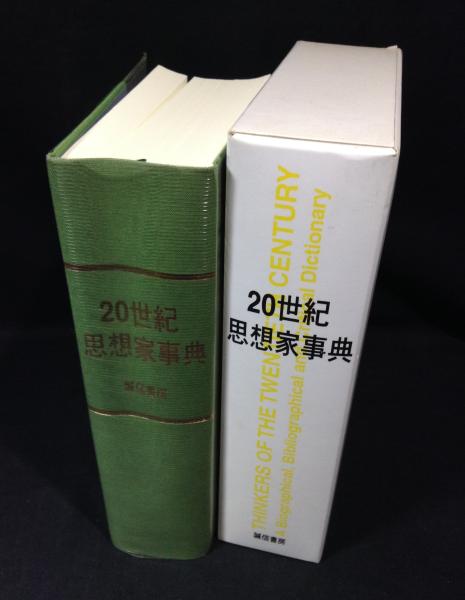 20世紀
思想家事典
誠信書房
THINKERS OF THE TWENTIETH CENTURY
A Biographical, Bibliographical and Critical Dictionary
20世紀
思想家事典
誠信書房